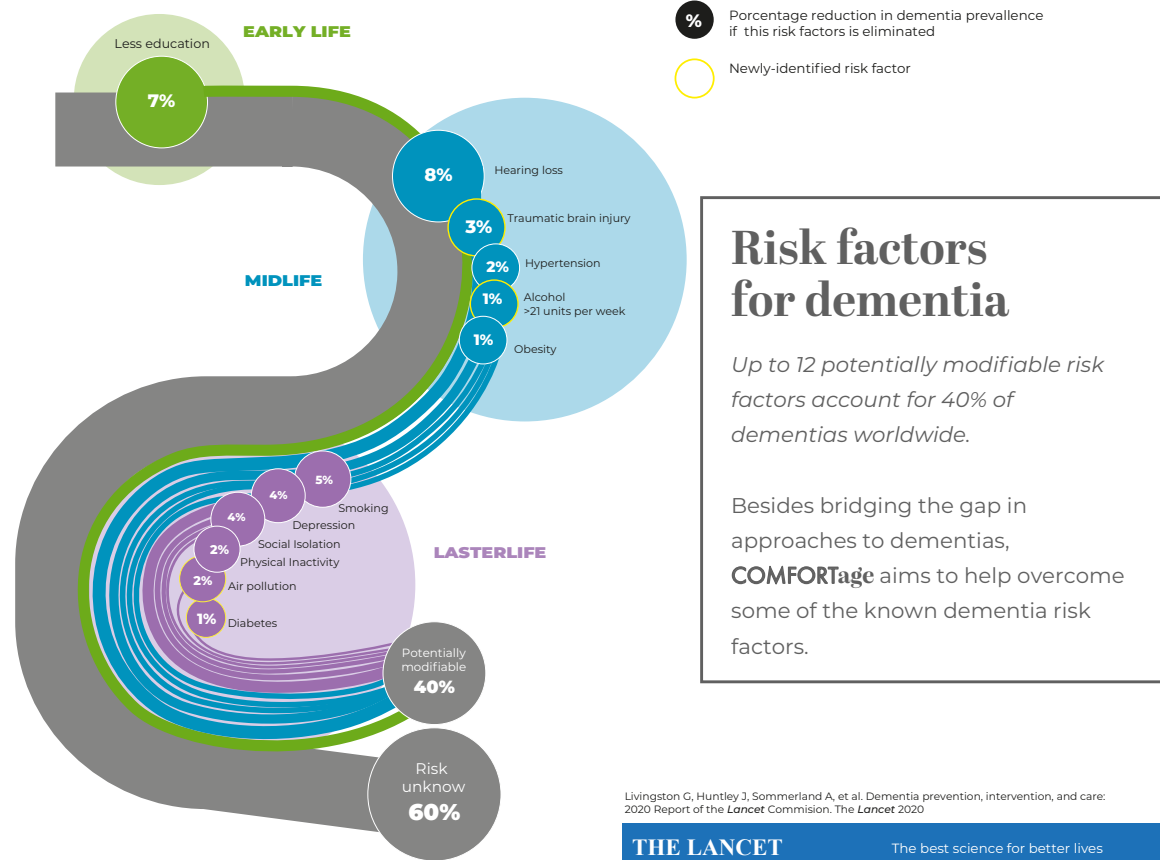 EARLY LIFE
Less education
7%
%
Porcentage reduction in dementia prevallence
if this risk factors is eliminated
Newly-identified risk factor
8%
Hearing loss
3%
Traumatic brain injury
2%
Hypertension
1%
Alcohol
>21 units per week
1%
Obesity
MIDLIFE
5%
Smoking
4%
Depression
4%
Social Isolation
2%
Physical Inactivity
2%
Air pollution
1%
Diabetes
LASTERLIFE
Potentially
modifiable
40%
Risk
unknow
60%
Risk factors
for dementia
Up to 12 potentially modifiable risk
factors account for 40% of
dementias worldwide.
Besides bridging the gap in
approaches to dementias,
COMFORTage aims to help overcome
some of the known dementia risk
factors.
Livingston G, Huntley J, Sommerland A, et al. Dementia prevention, intervention, and care:
2020 Report of the Lancet Commision. The Lancet 2020
THE LANCET
The best science for better lives